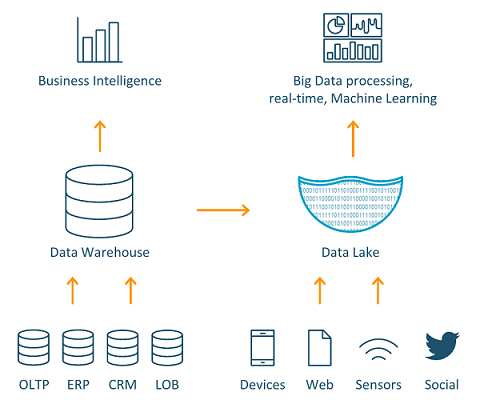 Business Intelligence
Big Data processing,
real-time, Machine Learning
Data Warehouse
Data Lake
OLTP ERP CRM LOB Devices Web Sensors Social